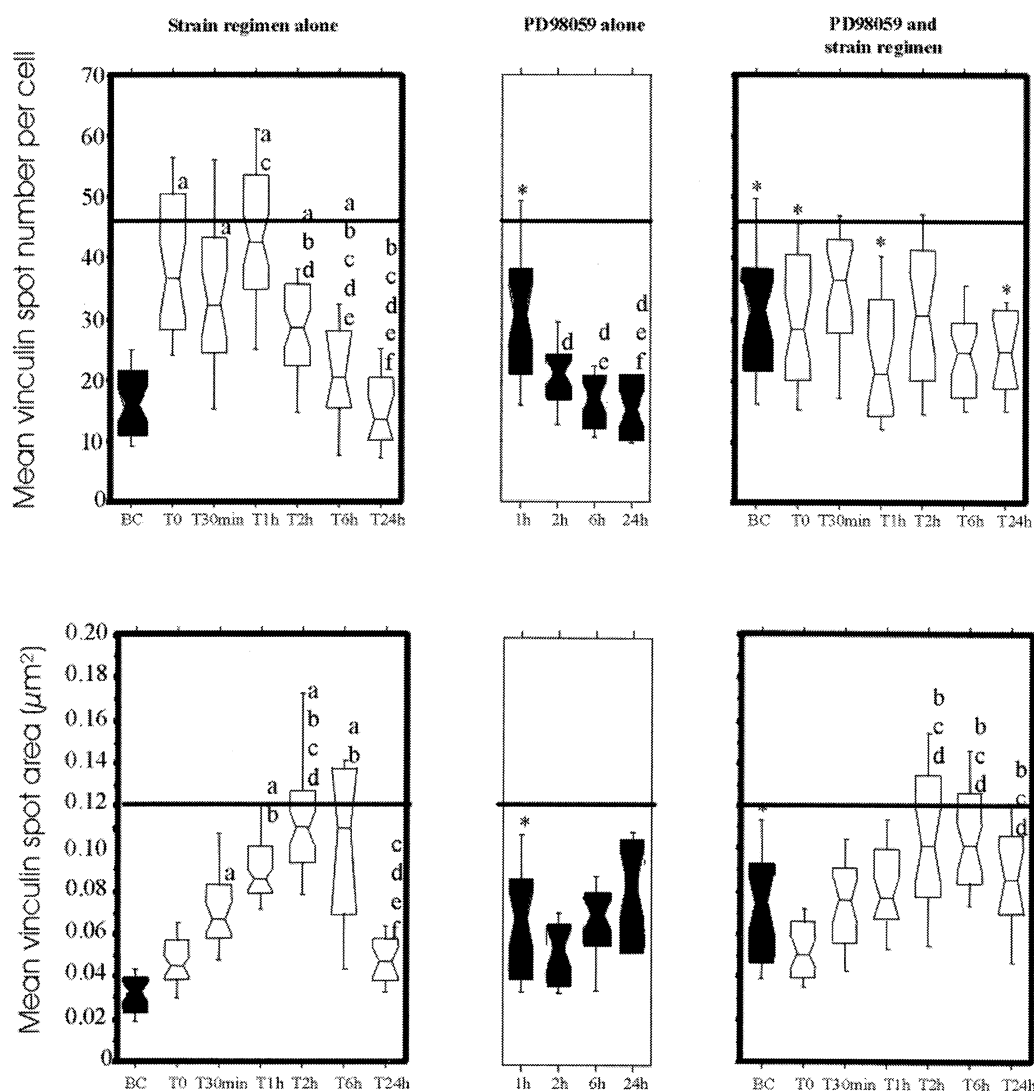 Strain regimen alone
PD98059 alone
PD98059 and
strain regimen
Mean vinculin spot number per cell
70
60
50
40
30
20
10
0
a
a
a
c
a
b
d
a
b
c
d
e
b
c
d
e
f
BC T0 T30min T1h T2h T6h T24h
*
d
d
e
d
e
f
1h 2h 6h 24h
*
*
*
*
BC T0 T30min T1h T2h T6h T24h
Mean vinculin spot area (µm²)
0.20
0.18
0.16
0.14
0.12
0.10
0.08
0.06
0.04
0.02
0
a
a
b
a
b
c
d
a
b
c
d
e
f
BC T0 T30min T1h T2h T6h T24h
*
1h 2h 6h 24h
*
b
c
d
b
c
d
b
c
d
BC T0 T30min T1h T2h T6h T24h